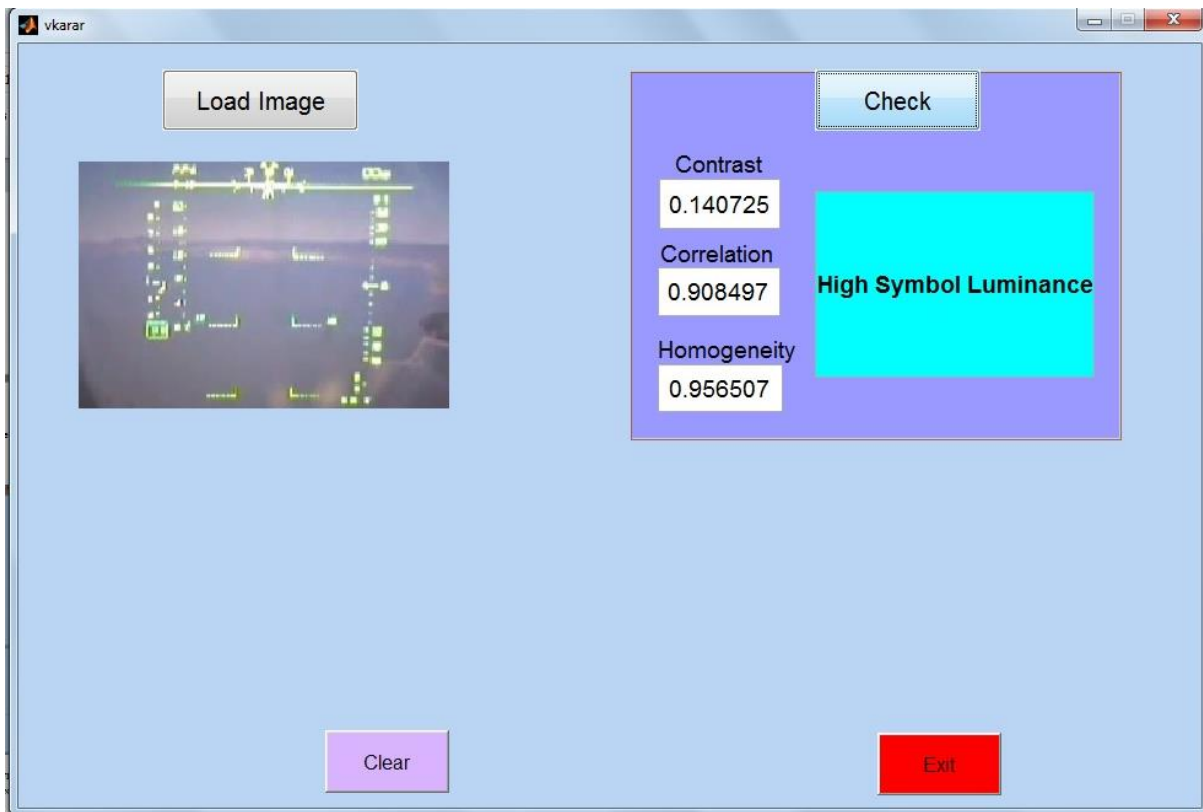 vkarar
Load Image
Check
Contrast
0.140725
Correlation
0.908497
High Symbol Luminance
Homogeneity
0.956507
Clear
Exit